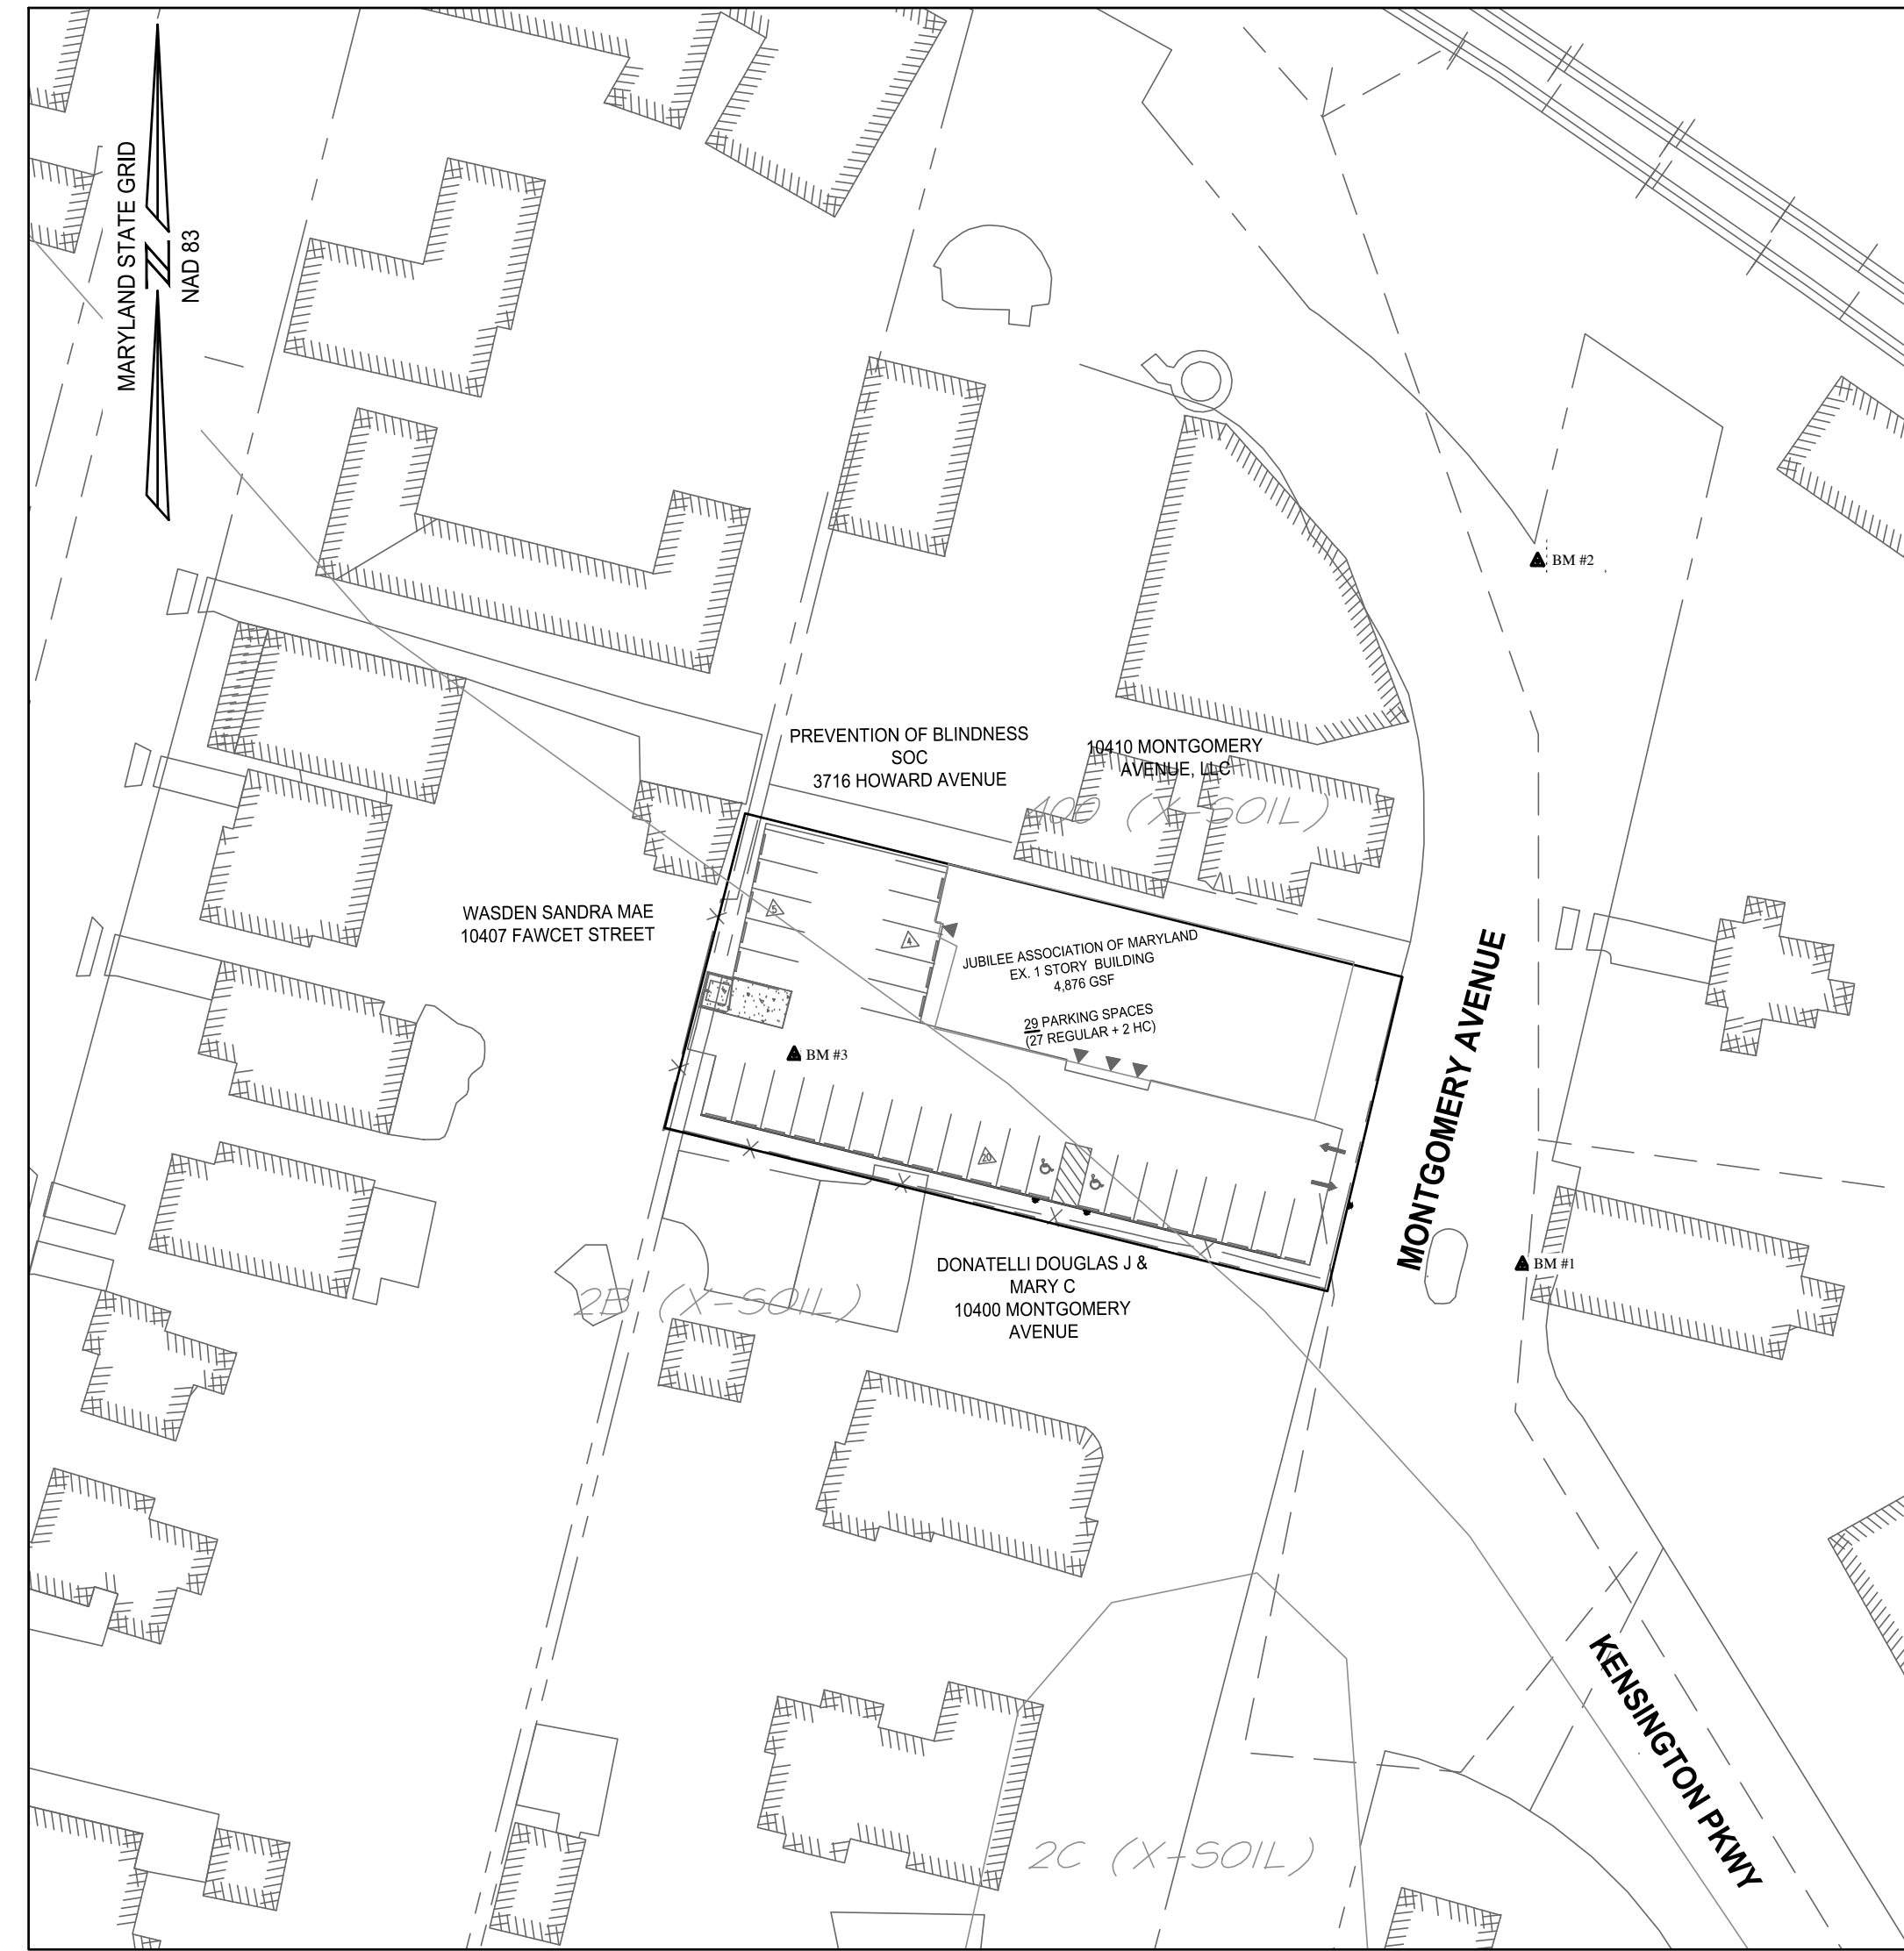 MARYLAND STATE GRID
N
NAD 83
BM #2
PREVENTION OF BLINDNESS
SOC
3716 HOWARD AVENUE
10410 MONTGOMERY
AVENUE, LLC
400 (X-SOIL)
WASDEN SANDRA MAE
10407 FAWCET STREET
5
4
JUBILEE ASSOCIATION OF MARYLAND
EX. 1 STORY BUILDING
4,876 GSF
29 PARKING SPACES
(27 REGULAR + 2 HC)
BM #3
20
MONTGOMERY AVENUE
BM #1
DONATELLI DOUGLAS J &
MARY C
10400 MONTGOMERY
AVENUE
2B (X-SOIL)
KENSINGTON PKWY
2C (X-SOIL)